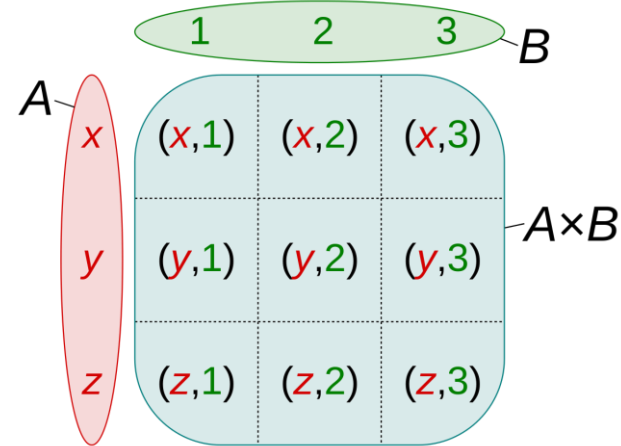 1 2 3
B
A
x (x,1) (x,2) (x,3)
A×B
y (y,1) (y,2) (y,3)
z (z,1) (z,2) (z,3)